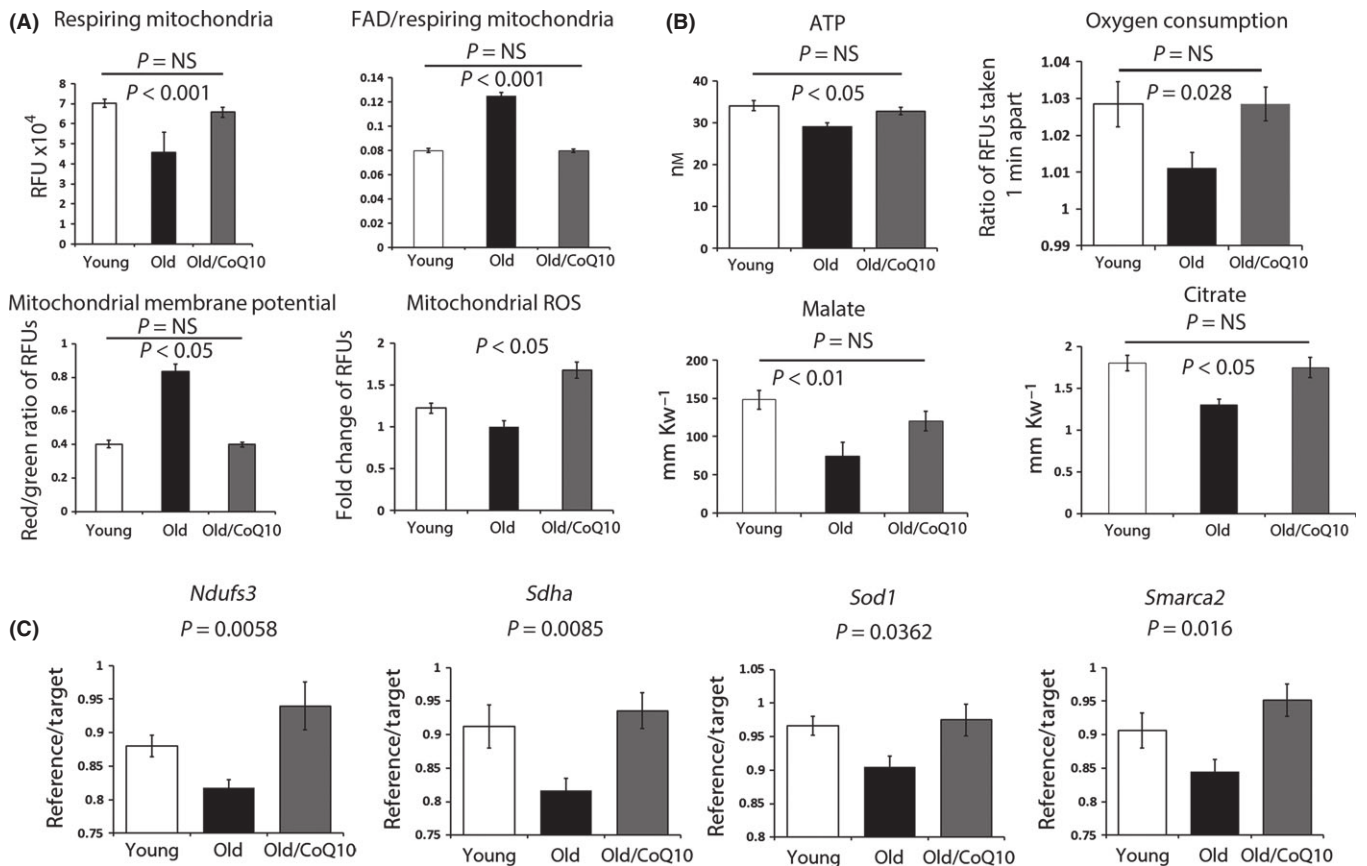 (A)
Respiring mitochondria
P = NS
P < 0.001
RFU x10⁴
8
7
6
5
4
3
2
1
0
Young Old Old/CoQ10
FAD/respiring mitochondria
P = NS
P < 0.001
0.14
0.12
0.1
0.08
0.06
0.04
0.02
0
Young Old Old/CoQ10
Mitochondrial membrane potential
P = NS
P < 0.05
Red/green ratio of RFUs
1
0.8
0.6
0.4
0.2
0
Young Old Old/CoQ10
Mitochondrial ROS
P < 0.05
Fold change of RFUs
2
1.5
1
0.5
0
Young Old Old/CoQ10
(B)
ATP
P = NS
P < 0.05
nM
40
30
20
10
0
Young Old Old/CoQ10
Oxygen consumption
P = NS
P = 0.028
Ratio of RFUs taken
1 min apart
1.04
1.03
1.02
1.01
1
0.99
Young Old Old/CoQ10
Malate
P = NS
P < 0.01
mm Kw⁻¹
200
150
100
50
0
Young Old Old/CoQ10
Citrate
P = NS
P < 0.05
mm Kw⁻¹
2
1.5
1
0.5
0
Young Old Old/CoQ10
(C)
Ndufs3
P = 0.0058
Reference/target
1
0.95
0.9
0.85
0.8
0.75
Young Old Old/CoQ10
Sdha
P = 0.0085
Reference/target
1
0.95
0.9
0.85
0.8
0.75
Young Old Old/CoQ10
Sod1
P = 0.0362
Reference/target
1.05
1
0.95
0.9
0.85
0.8
Young Old Old/CoQ10
Smarca2
P = 0.016
Reference/target
1
0.95
0.9
0.85
0.8
0.75
Young Old Old/CoQ10